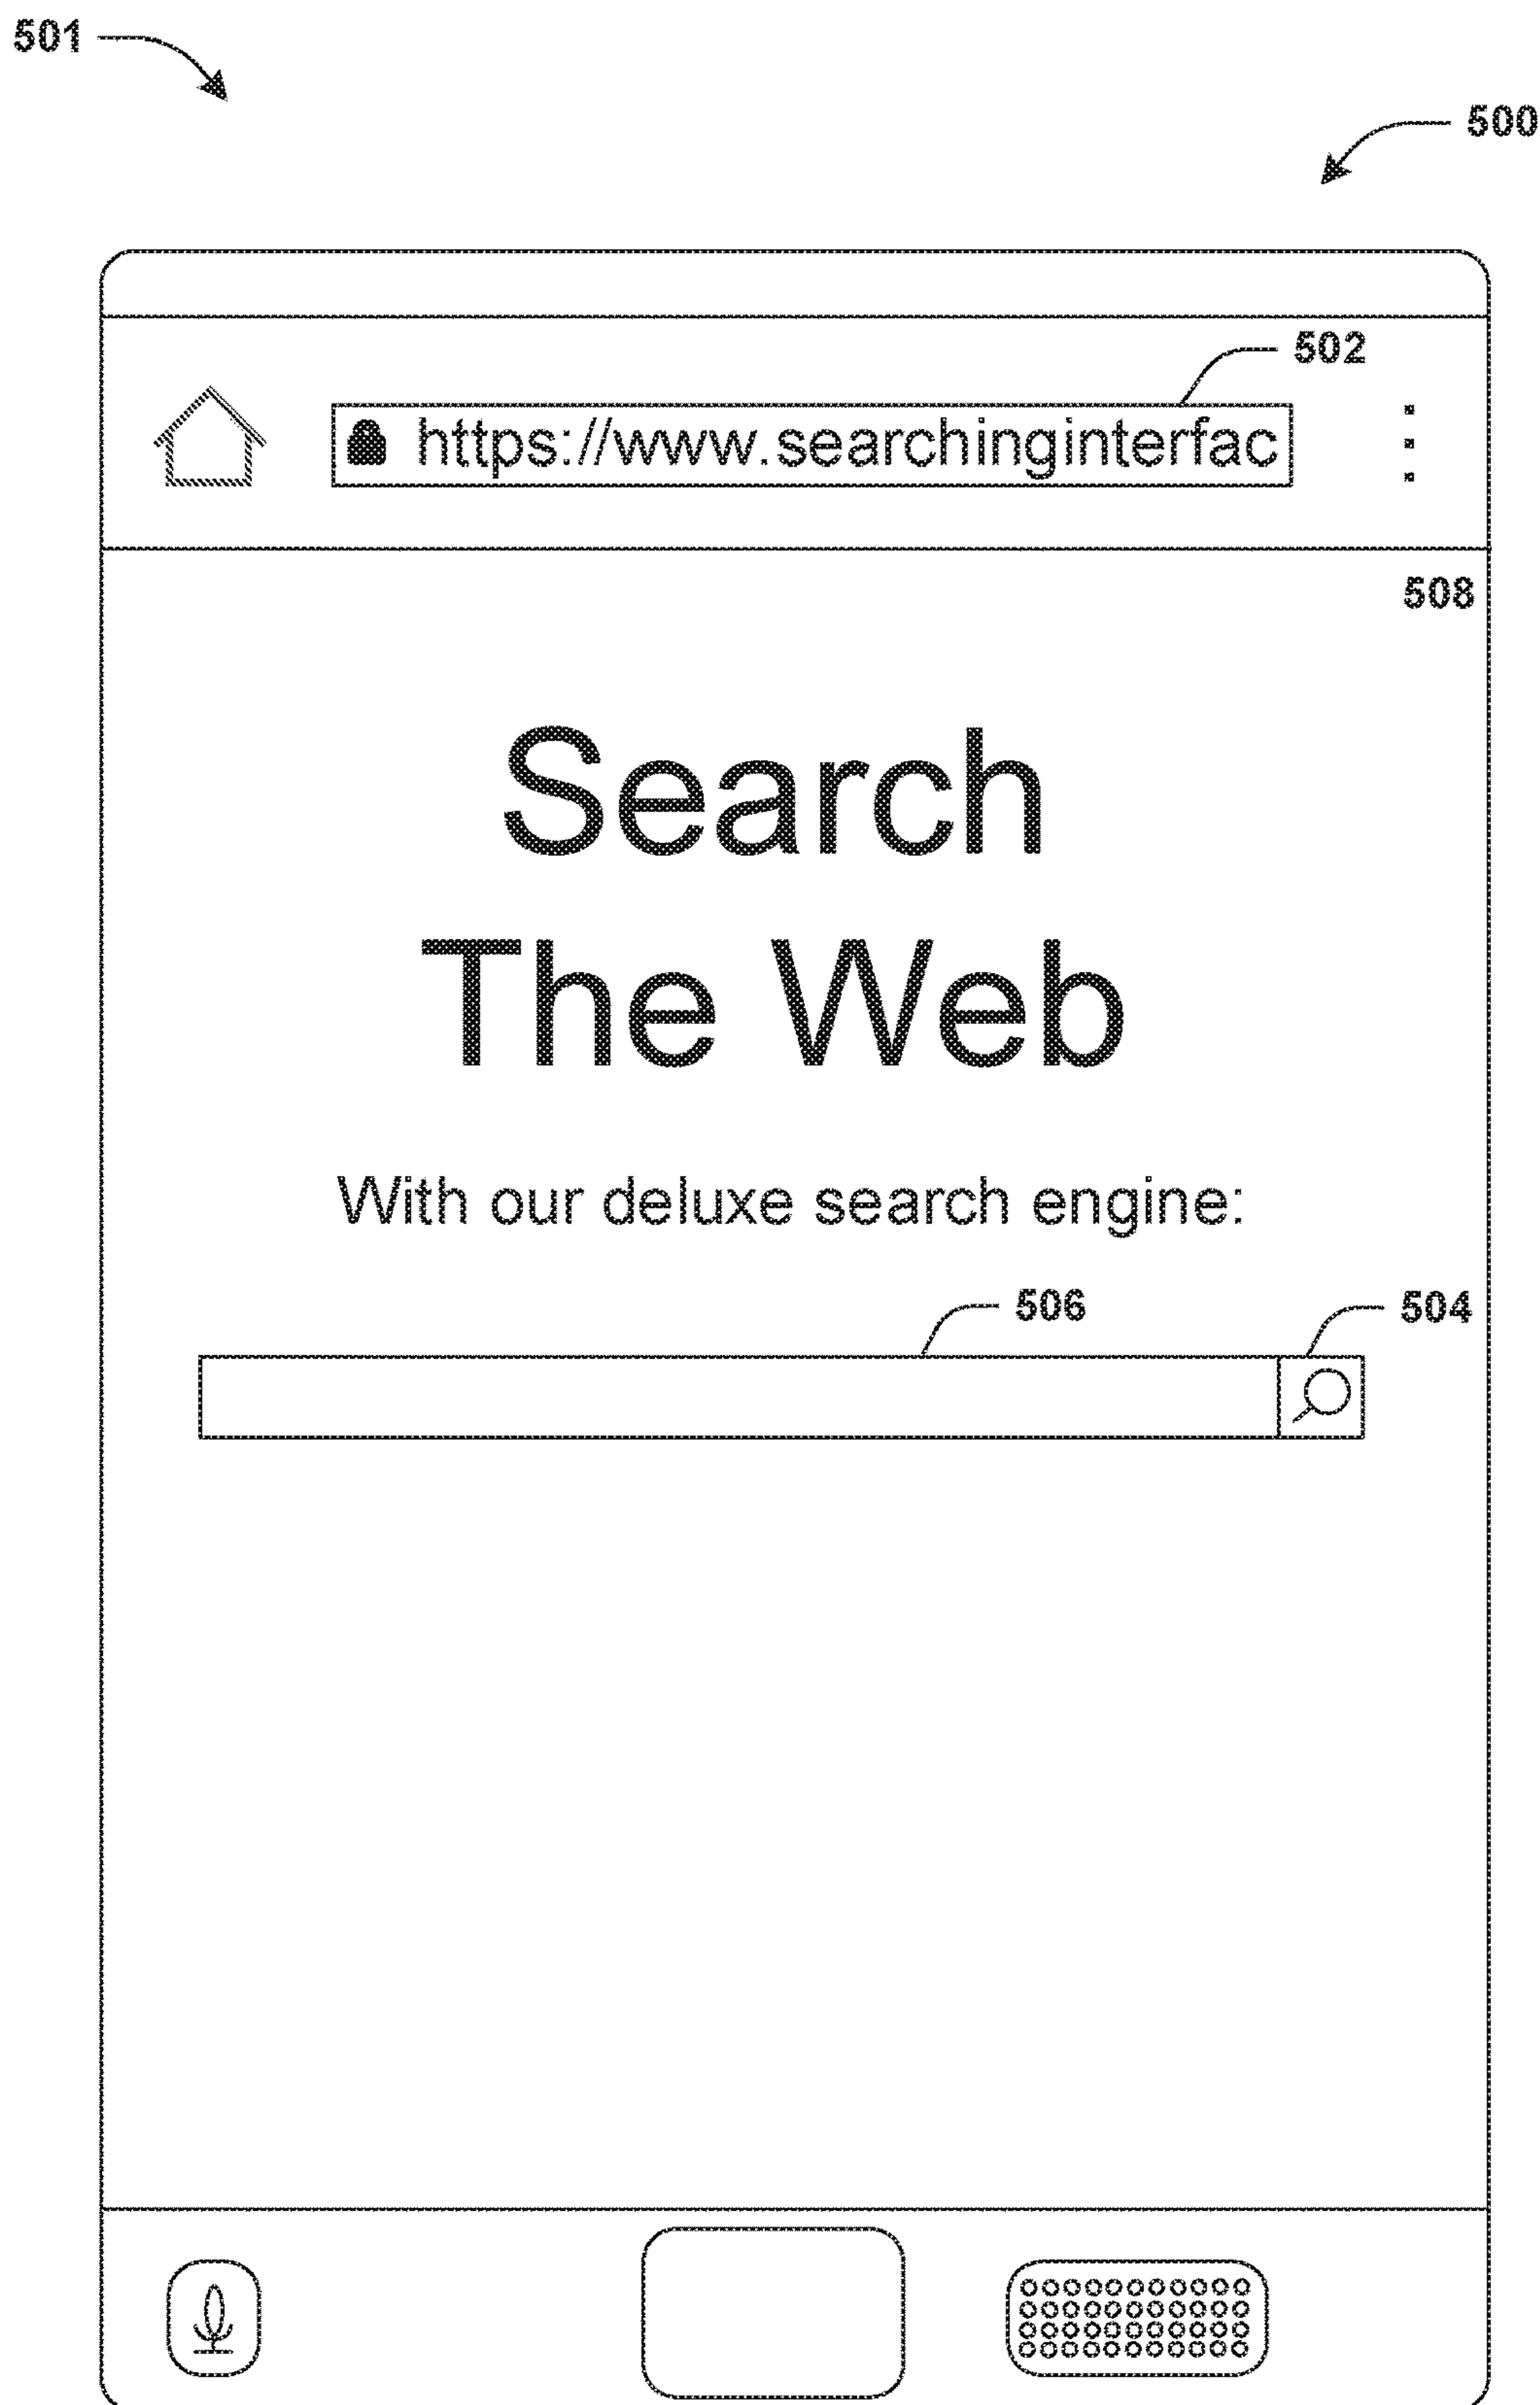 501
500
502
https://www.searchinginterfac
508
Search
The Web
With our deluxe search engine:
506
504